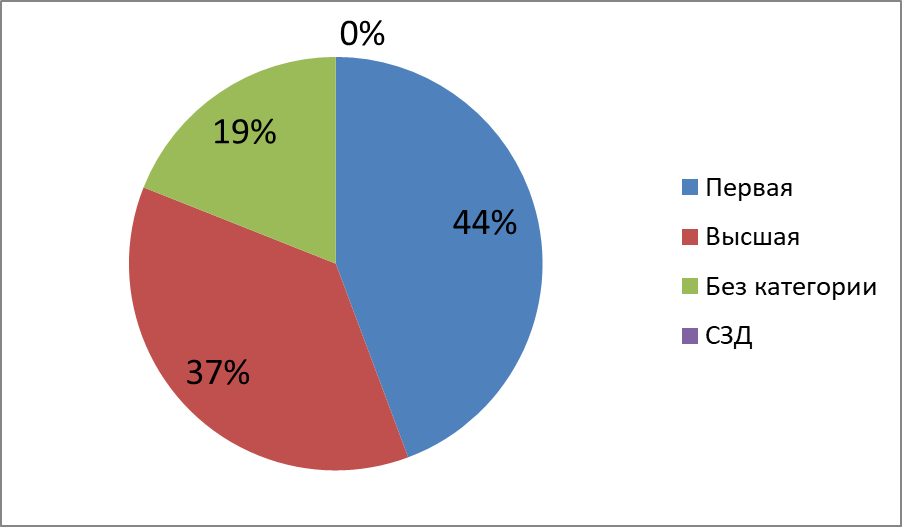 0%
19%
44%
37%
Первая
Высшая
Без категории
СЗД